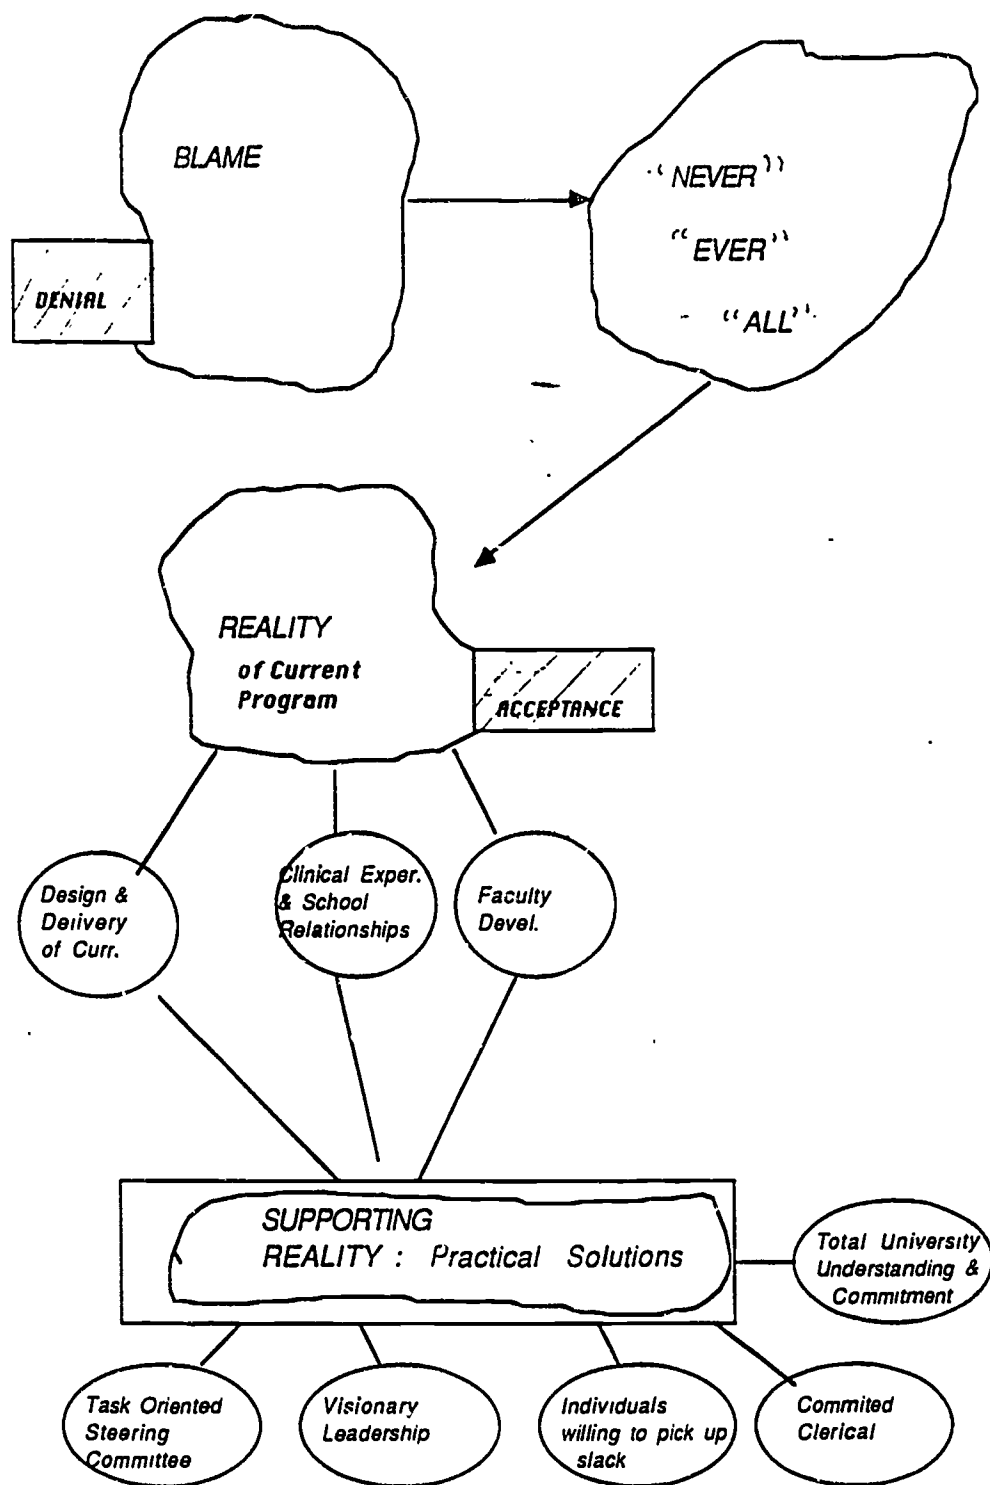 BLAME
DENIAL
"NEVER"
"EVER"
"ALL"
REALITY
of Current
Program
ACCEPTANCE
Design &
Delivery
of Curr.
Clinical Exper.
& School
Relationships
Faculty
Devel.
SUPPORTING
REALITY : Practical Solutions
Total University
Understanding &
Commitment
Task Oriented
Steering
Committee
Visionary
Leadership
Individuals
willing to pick up
slack
Commited
Clerical